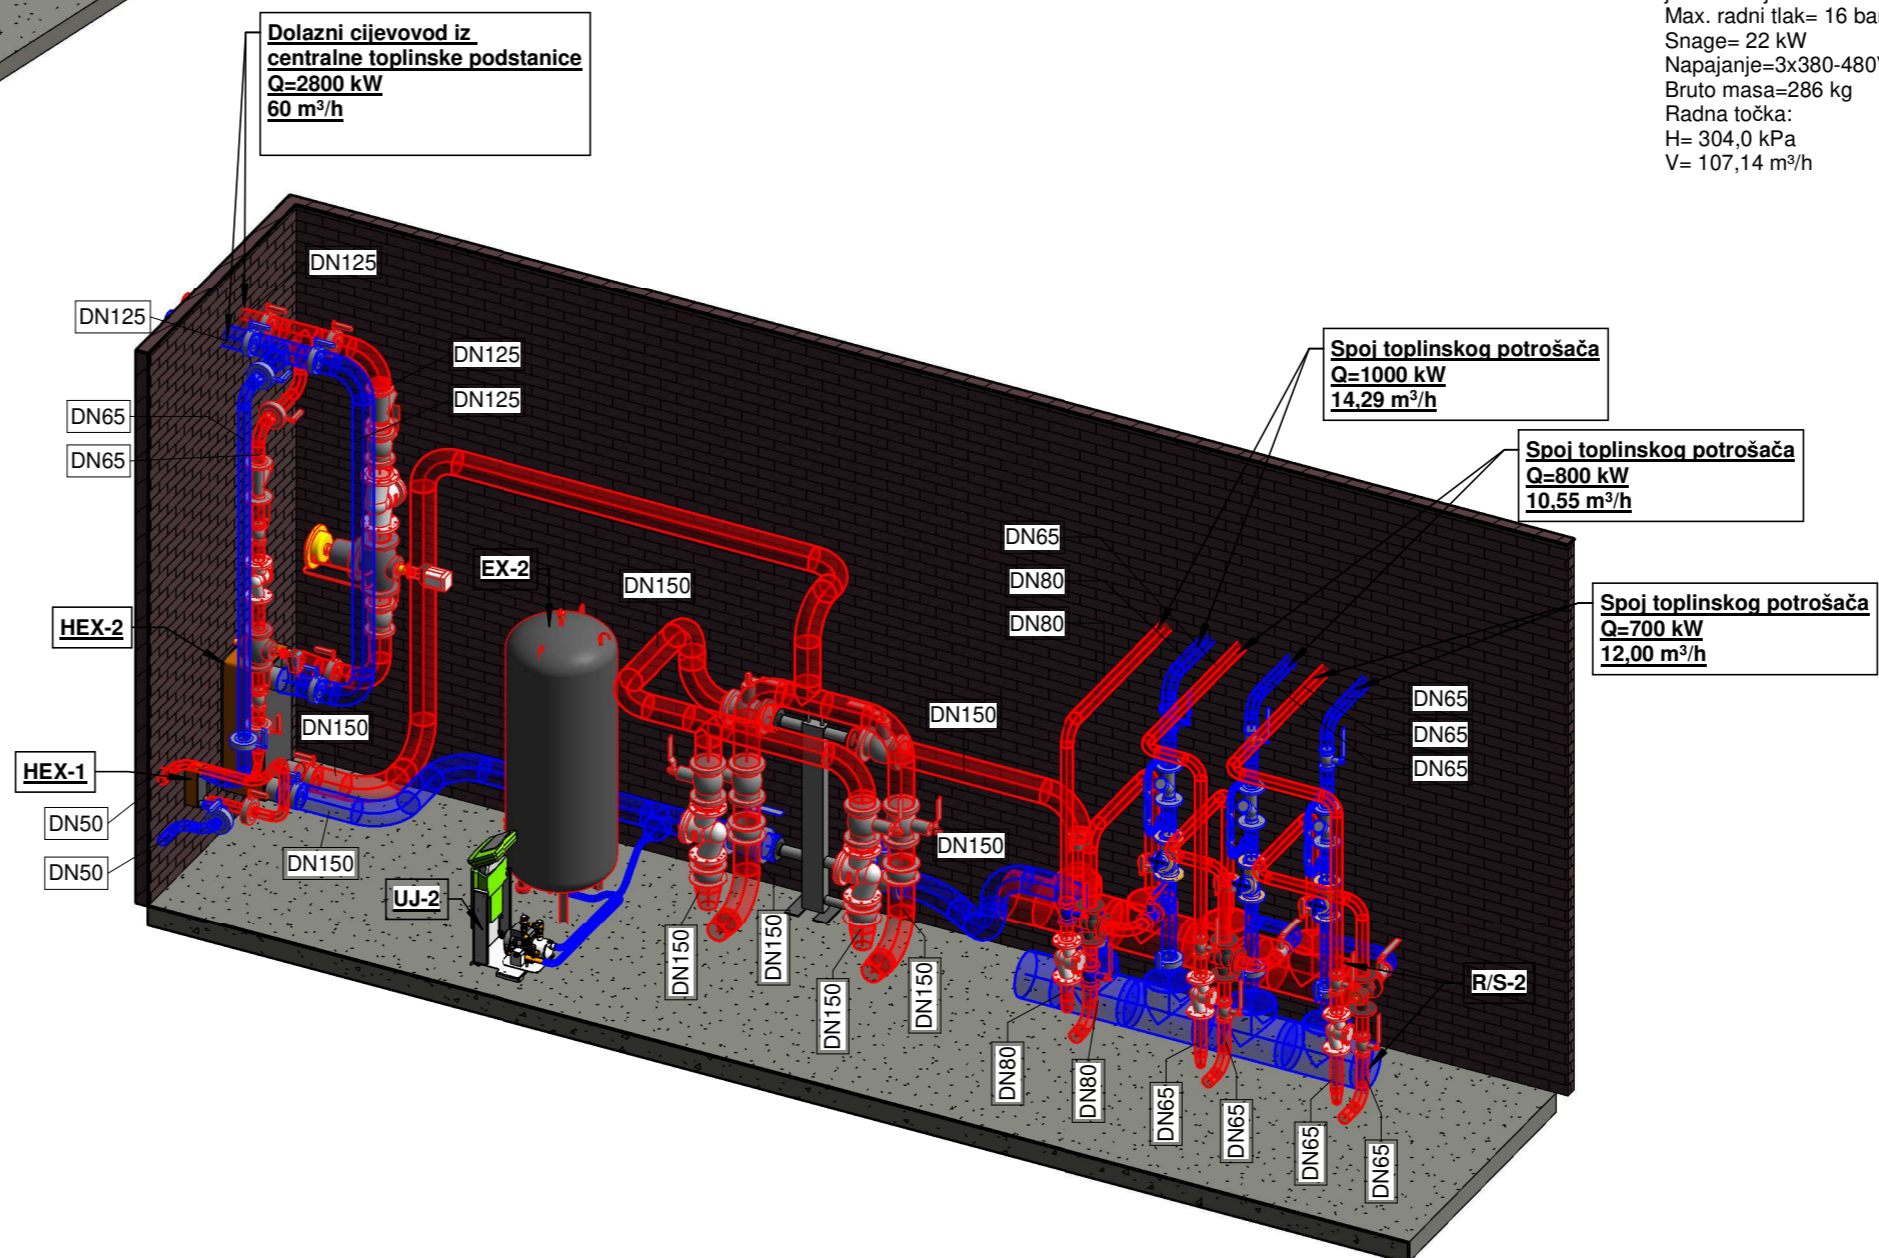 Max. radni tlak= 16 bar
Snage= 22 kW
Napajanje=3x380-480V
Bruto masa=286 kg
Radna točka:
H= 304,0 kPa
V= 107,14 m³/h
Dolazni cijevovod iz
centralne toplinske podstanice
Q=2800 kW
60 m³/h
DN125
DN125
DN125
DN125
DN65
DN65
HEX-2
HEX-1
DN50
DN50
DN150
DN150
EX-2
UJ-2
DN150
DN150
DN150
DN150
DN150
DN150
DN150
Spoj toplinskog potrošača
Q=1000 kW
14,29 m³/h
Spoj toplinskog potrošača
Q=800 kW
10,55 m³/h
Spoj toplinskog potrošača
Q=700 kW
12,00 m³/h
DN65
DN80
DN80
DN65
DN65
DN65
R/S-2
DN80
DN80
DN65
DN65
DN65
DN65